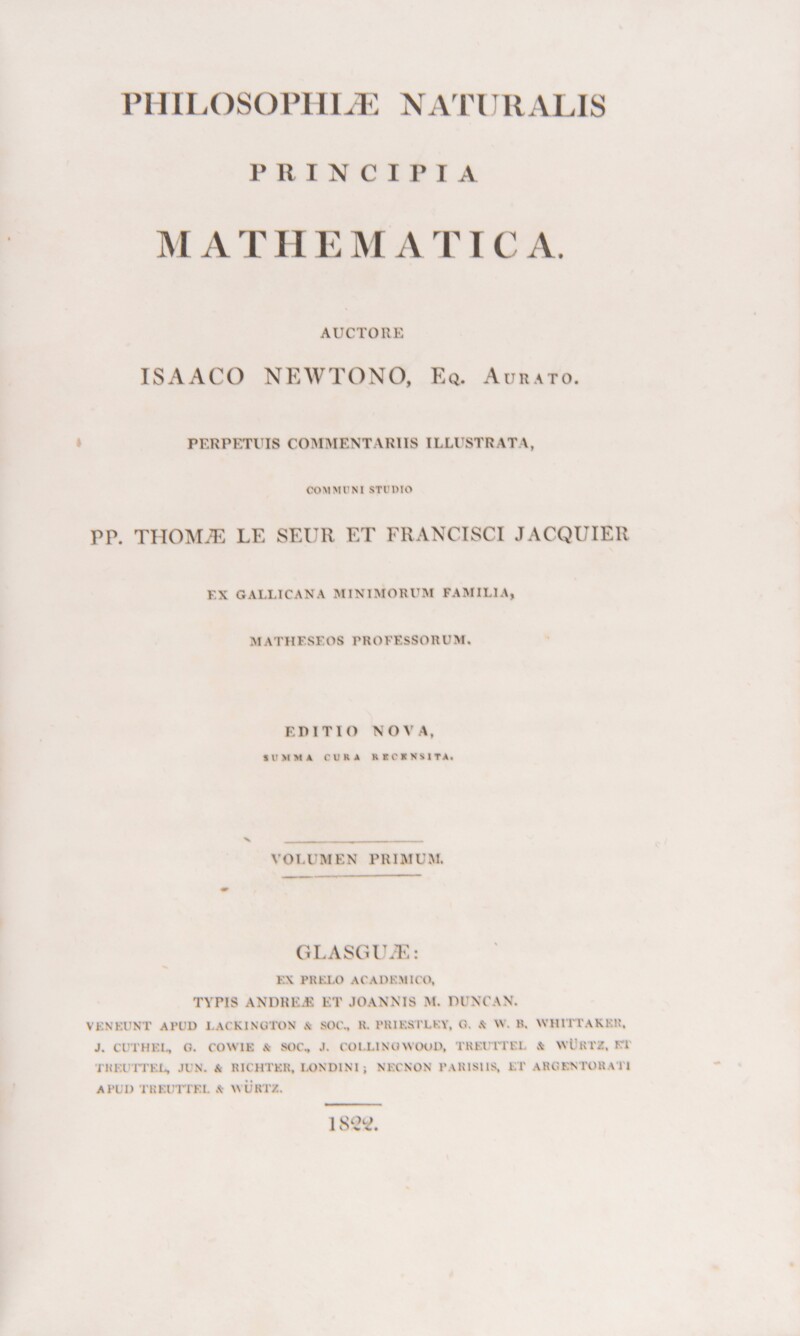 PHILOSOPHIÆ NATURALIS
PRINCIPIA
MATHEMATICA.
AUCTORE
ISAACO NEWTONO, Eq. Aurato.
PERPETUIS COMMENTARIIS ILLUSTRATA,
COMMUNI STUDIO
PP. THOMÆ LE SEUR ET FRANCISCI JACQUIER
EX GALLICANA MINIMORUM FAMILIA,
MATHESEOS PROFESSORUM.
EDITIO NOVA,
SUMMA CURA RECENSITA.
VOLUMEN PRIMUM.
GLASGUÆ:
EX PRELO ACADEMICO,
TYPIS ANDREÆ ET JOANNIS M. DUNCAN.
VENEUNT APUD LACKINGTON & SOC., R. PRIESTLEY, G. & W. B. WHITTAKER,
J. CUTHEL, G. COWIE & SOC., J. COLLINGWOOD, TREUTTEL & WÜRTZ, ET
TREUTTEL, JUN. & RICHTER, LONDINI; NECNON PARISIIS, ET ARGENTORATI
APUD TREUTTEL & WÜRTZ.
1822.